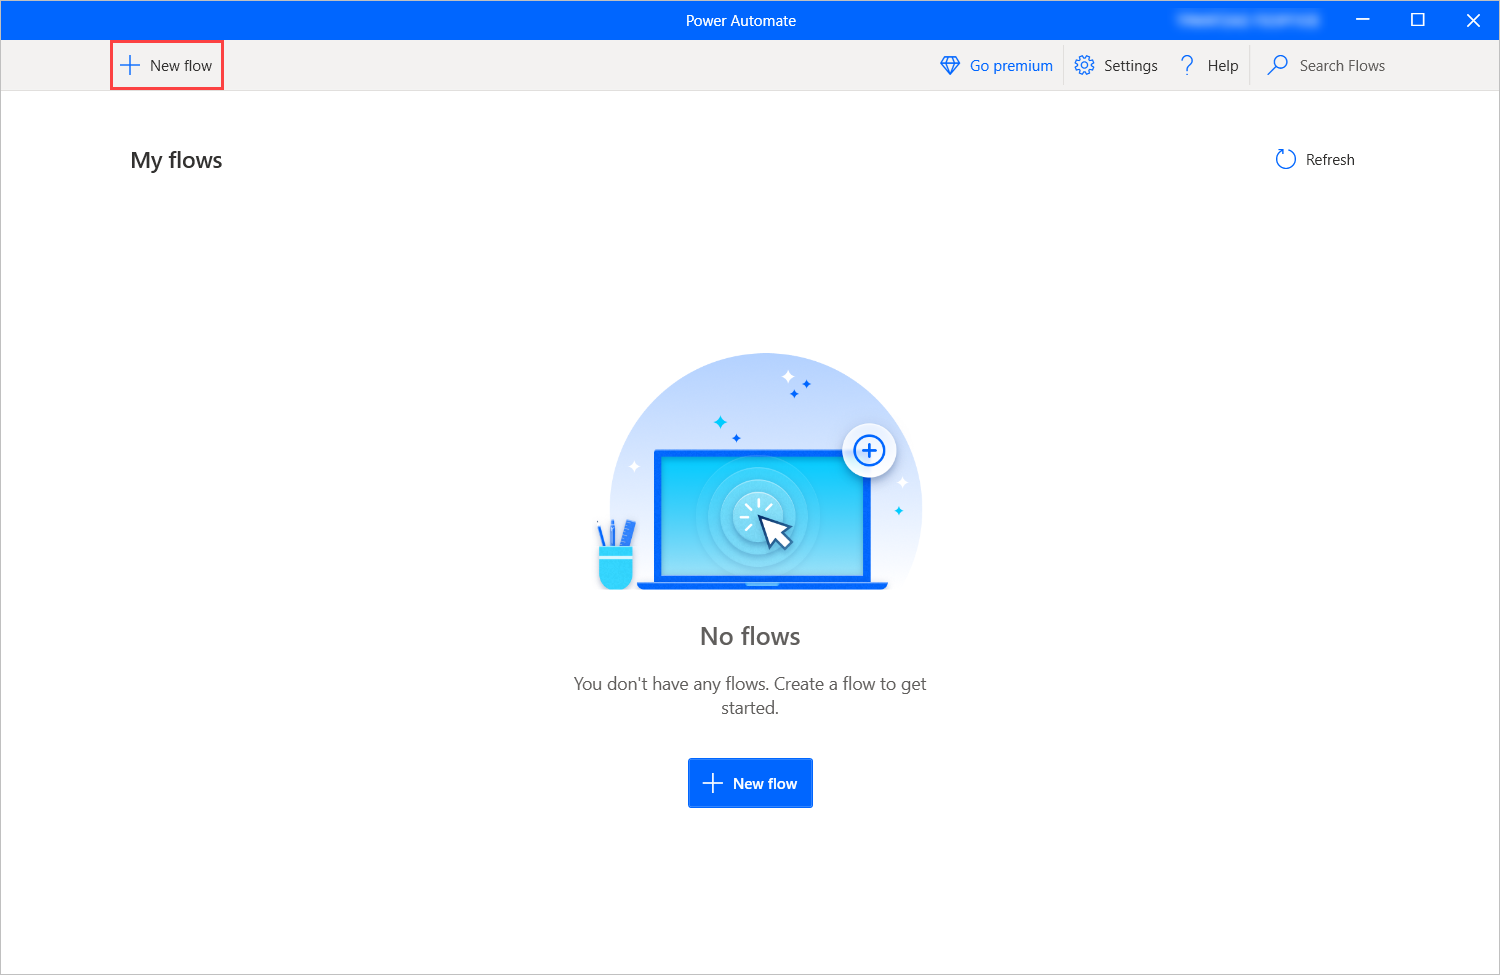 Power Automate
New flow
Go premium
Settings
Help
Search Flows
My flows
Refresh
No flows
You don't have any flows. Create a flow to get
started.
New flow